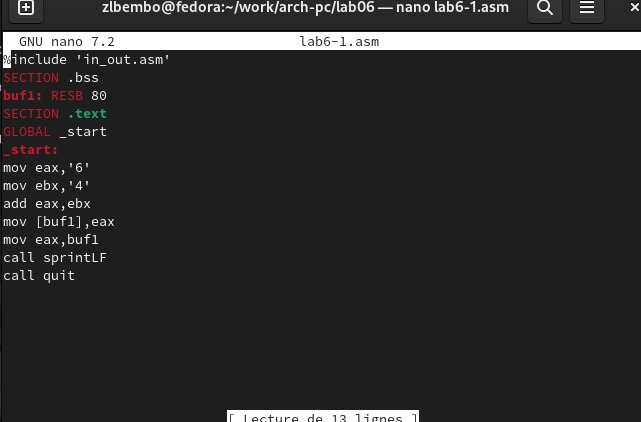 zlbembo@fedora:~/work/arch-pc/lab06 — nano lab6-1.asm
GNU nano 7.2 lab6-1.asm
%include 'in_out.asm'
SECTION .bss
buf1: RESB 80
SECTION .text
GLOBAL _start
_start:
mov eax,'6'
mov ebx,'4'
add eax,ebx
mov [buf1],eax
mov eax,buf1
call sprintLF
call quit
[ Lecture de 13 lignes ]